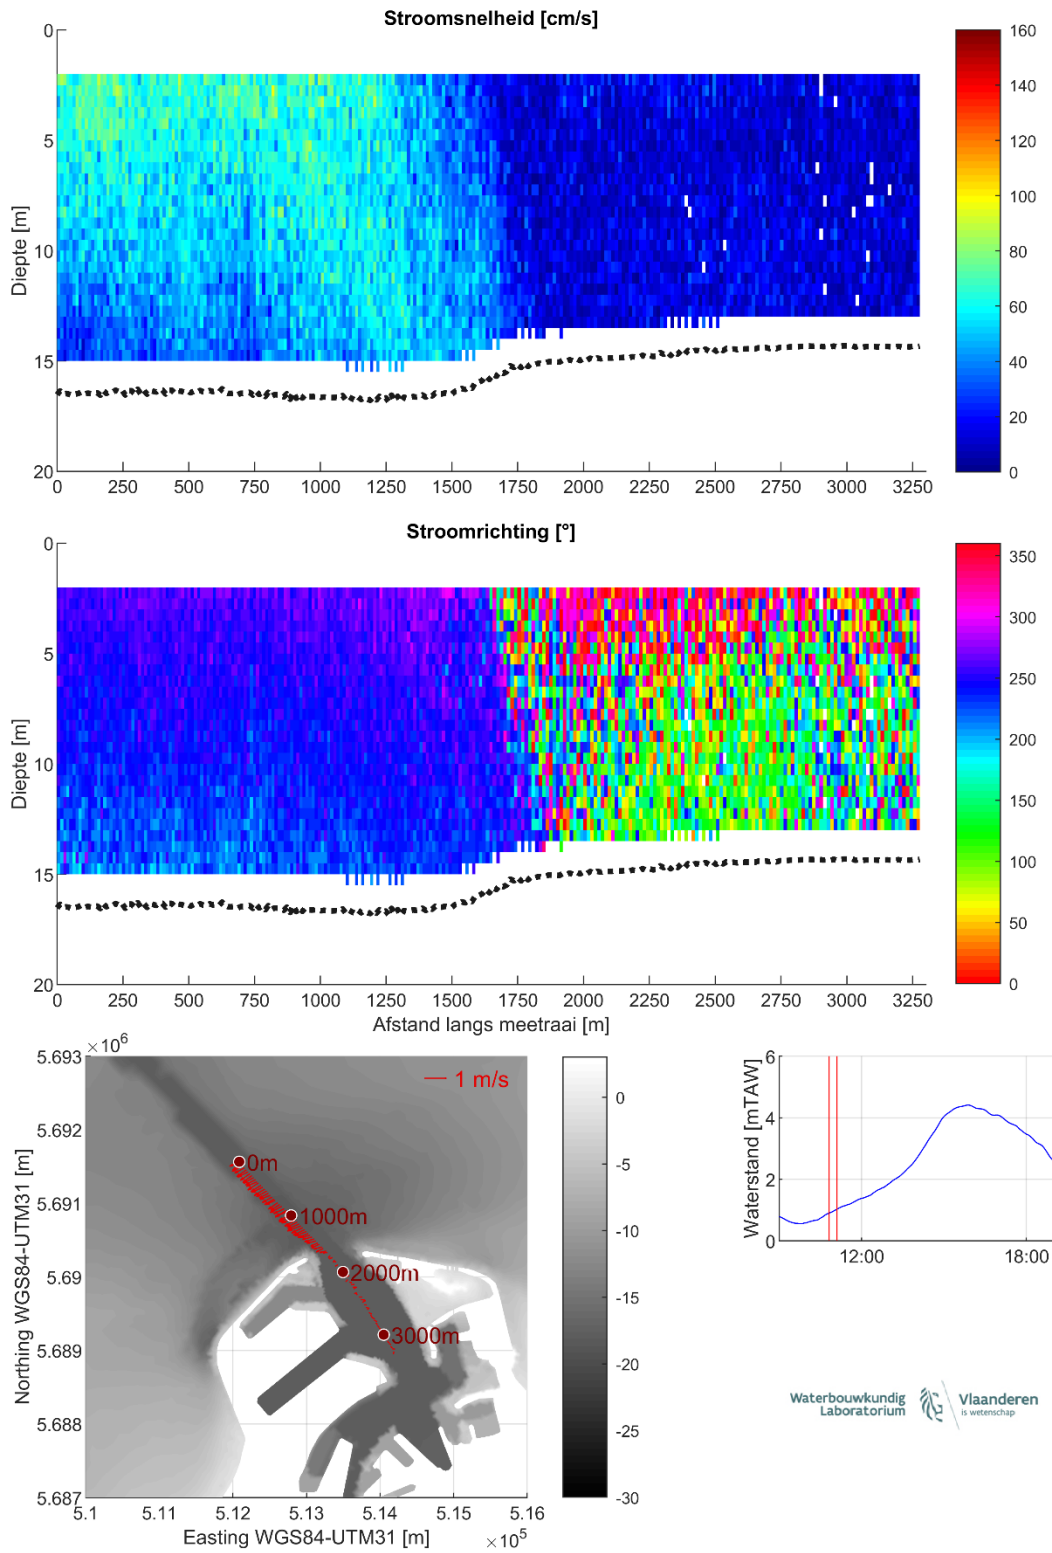 Stroomsnelheid [cm/s]
0
5
10
15
20
Diepte [m]
0 250 500 750 1000 1250 1500 1750 2000 2250 2500 2750 3000 3250
160
140
120
100
80
60
40
20
0
Stroomrichting [°]
0
5
10
15
20
Diepte [m]
0 250 500 750 1000 1250 1500 1750 2000 2250 2500 2750 3000 3250
Afstand langs meetraai [m]
350
300
250
200
150
100
50
0
×10⁶
5.693
5.692
5.691
5.69
5.689
5.688
5.687
Northing WGS84-UTM31 [m]
1 m/s
0m
1000m
2000m
3000m
5.1 5.11 5.12 5.13 5.14 5.15 5.16
Easting WGS84-UTM31 [m]
×10⁵
0
-5
-10
-15
-20
-25
-30
Waterstand [mTAW]
6
4
2
0
12:00 18:00
Waterbouwkundig
Laboratorium
Vlaanderen
is wetenschap